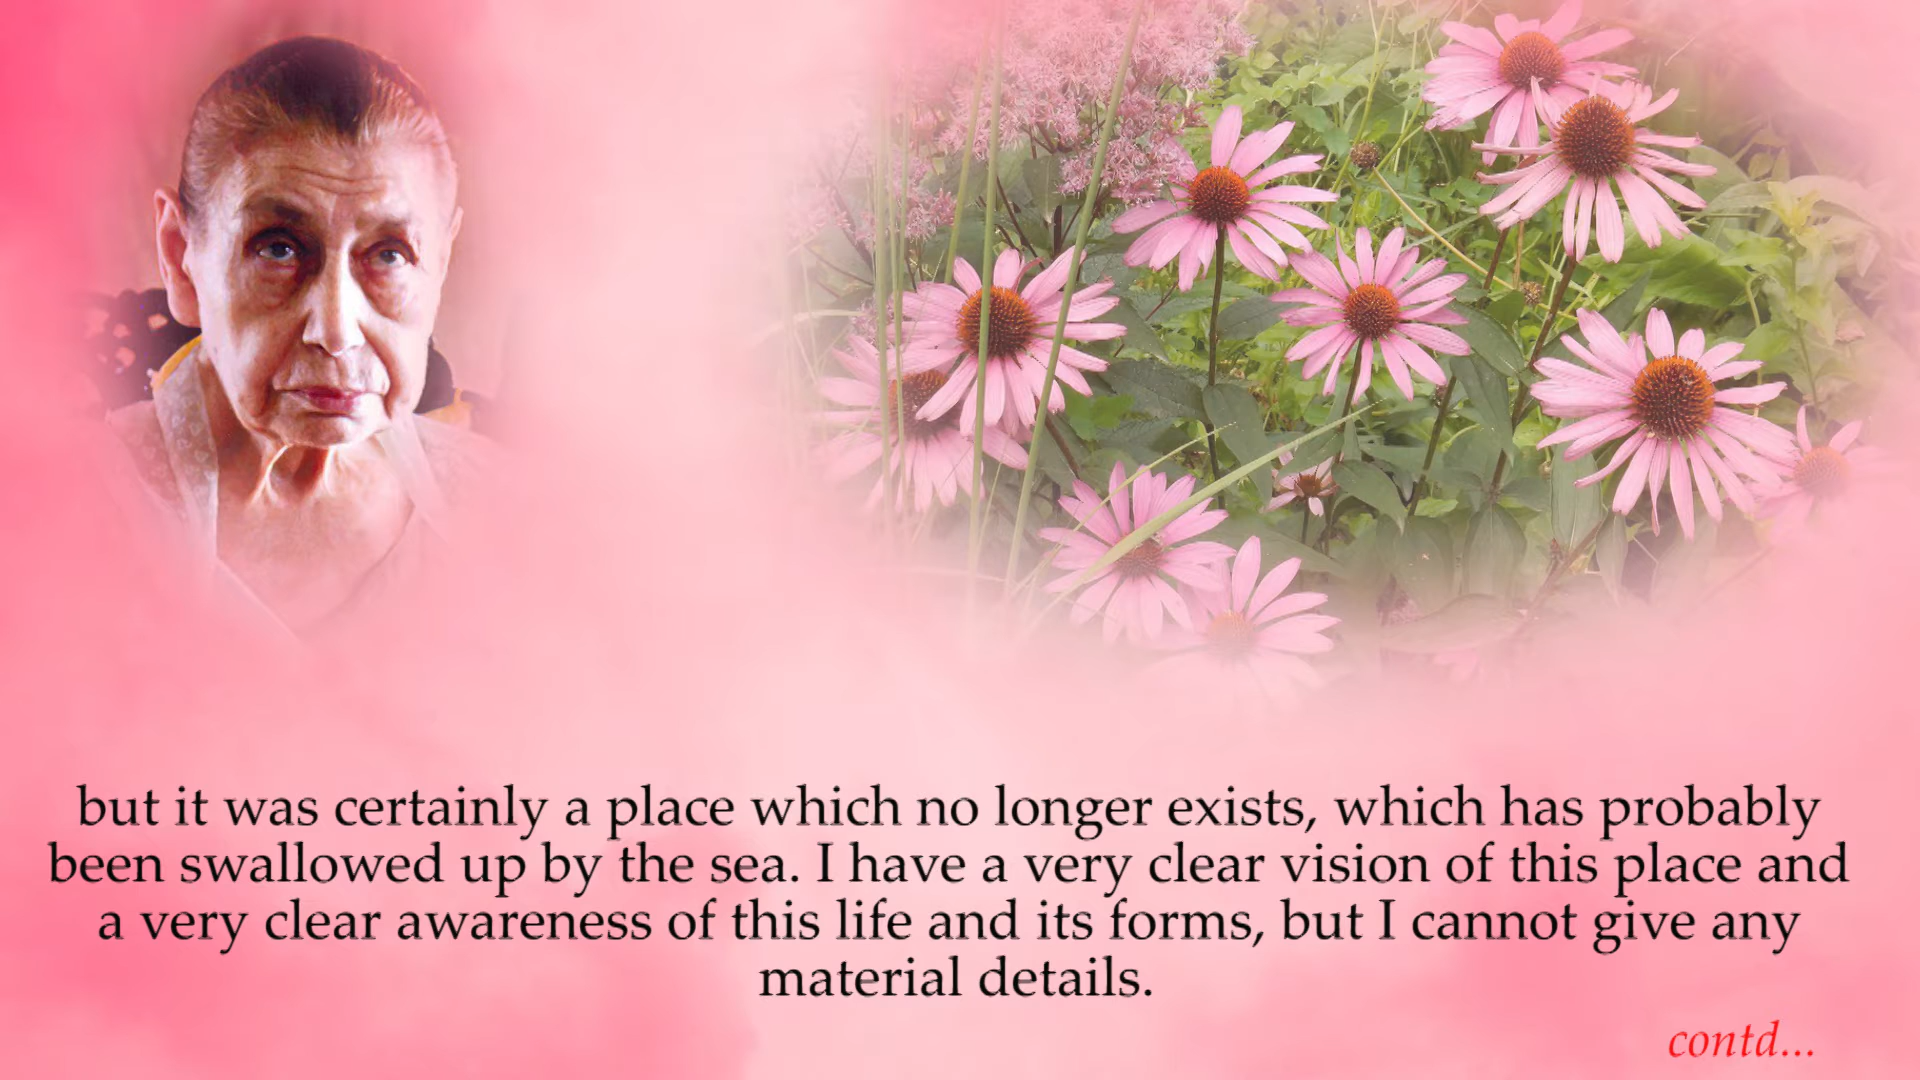 but it was certainly a place which no longer exists, which has probably
been swallowed up by the sea. I have a very clear vision of this place and
a very clear awareness of this life and its forms, but I cannot give any
material details.
contd...